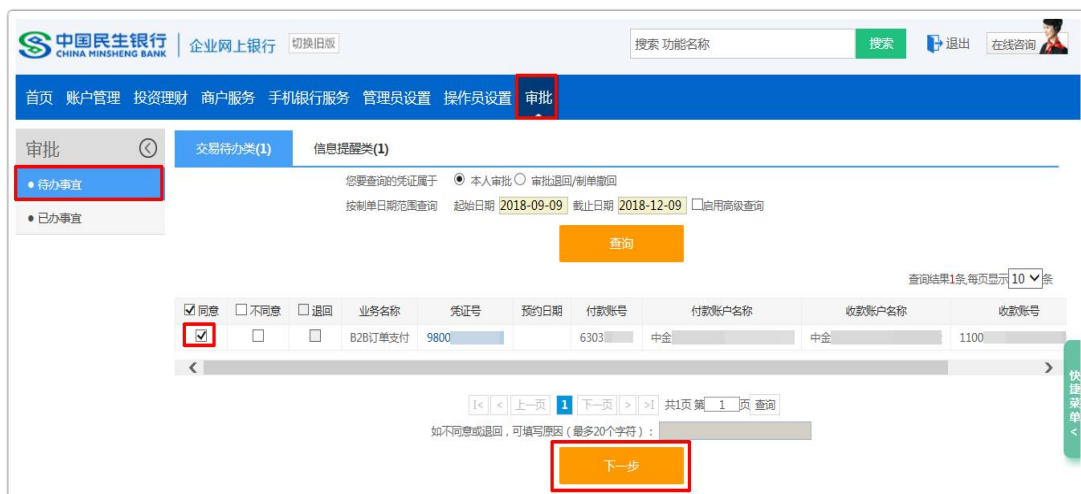 中国民生银行 企业网上银行 切换旧版 搜索 功能名称 搜索 退出 在线咨询
CHINA MINSHENG BANK
首页 账户管理 投资理财 商户服务 手机银行服务 管理员设置 操作员设置 审批
审批 交易待办类(1) 信息提醒类(1)
• 待办事宜 您要查询的凭证属于 本人审批 审批退回/制单撤回
按制单日期范围查询 起始日期 2018-09-09 截止日期 2018-12-09 启用高级查询
• 已办事宜
查询
查询结果1条,每页显示 10 条
同意 不同意 退回 业务名称 凭证号 预约日期 付款账号 付款账户名称 收款账户名称 收款账号
B2B订单支付 9800 6303 中金 中金 1100
< >
I< < 上一页 1 下一页 > >I 共1页 第 1 页 查询
如不同意或退回，可填写原因（最多20个字符）：
下一步
快捷菜单 <